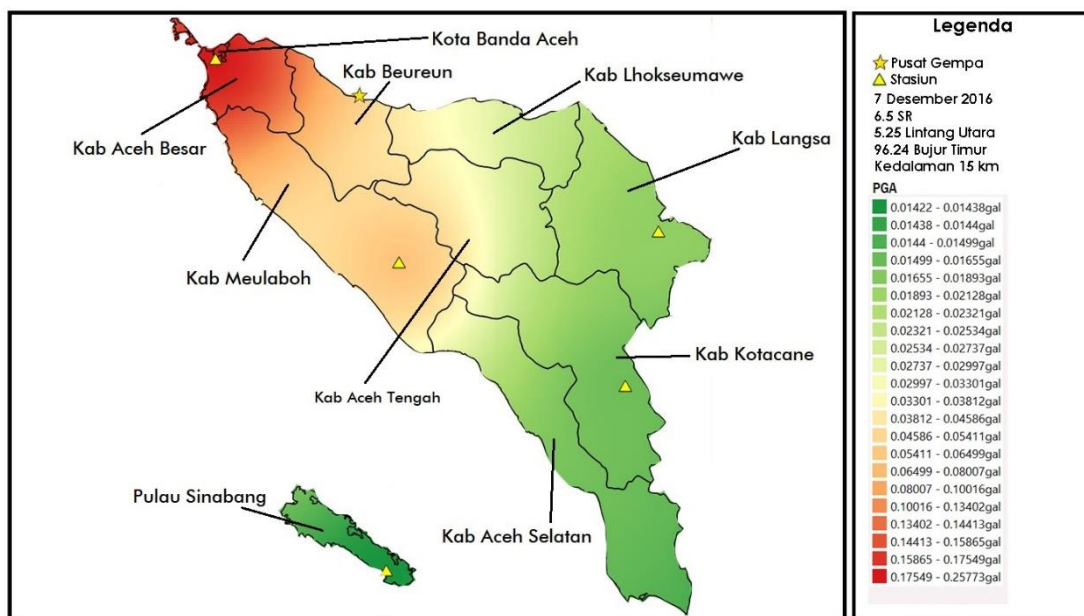 Kota Banda Aceh
Kab Beureun
Kab Lhokseumawe
Kab Langsa
Kab Aceh Besar
Kab Meulaboh
Kab Kotacane
Kab Aceh Tengah
Pulau Sinabang
Kab Aceh Selatan
Legenda
Pusat Gempa
Stasiun
7 Desember 2016
6.5 SR
5.25 Lintang Utara
96.24 Bujur Timur
Kedalaman 15 km
PGA
0.01422 - 0.01438gal
0.01438 - 0.0144gal
0.0144 - 0.01499gal
0.01499 - 0.01655gal
0.01655 - 0.01893gal
0.01893 - 0.02128gal
0.02128 - 0.02321gal
0.02321 - 0.02534gal
0.02534 - 0.02737gal
0.02737 - 0.02997gal
0.02997 - 0.03301gal
0.03301 - 0.03812gal
0.03812 - 0.04586gal
0.04586 - 0.05411gal
0.05411 - 0.06499gal
0.06499 - 0.08007gal
0.08007 - 0.10016gal
0.10016 - 0.13402gal
0.13402 - 0.14413gal
0.14413 - 0.15865gal
0.15865 - 0.17549gal
0.17549 - 0.25773gal